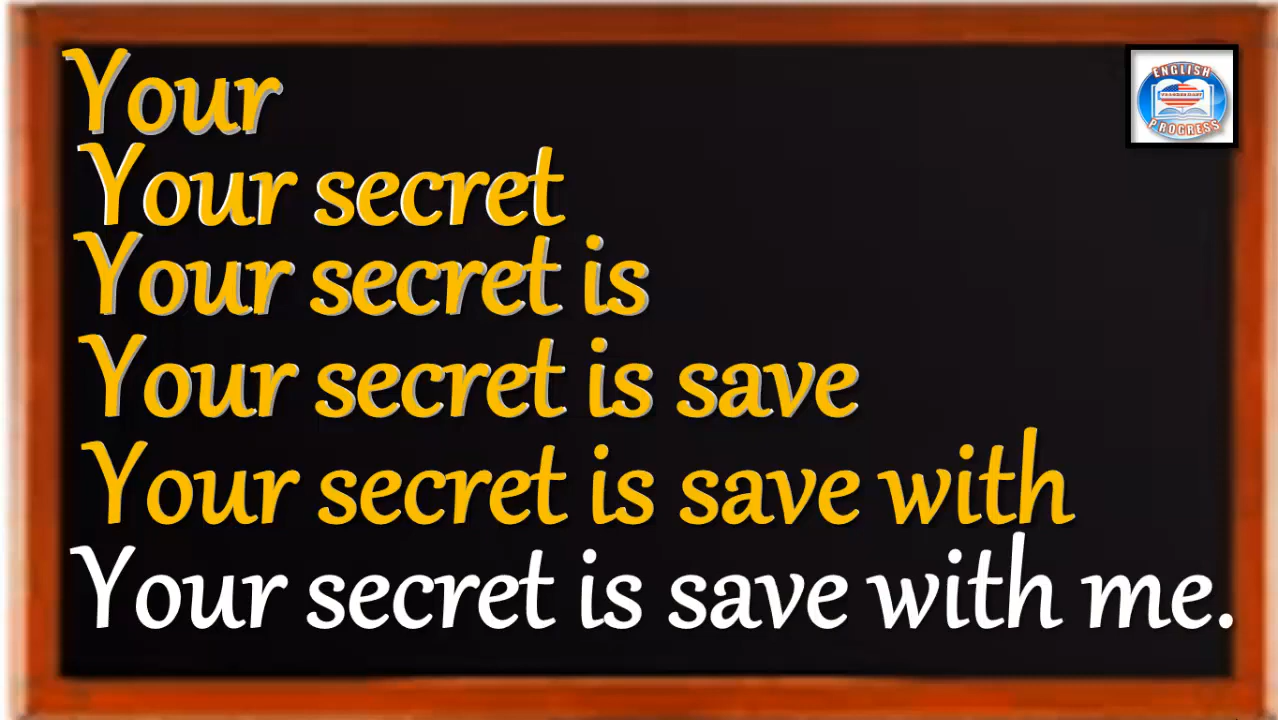 Your
Your secret
Your secret is
Your secret is save
Your secret is save with
Your secret is save with me.
ENGLISH
PROGRESS